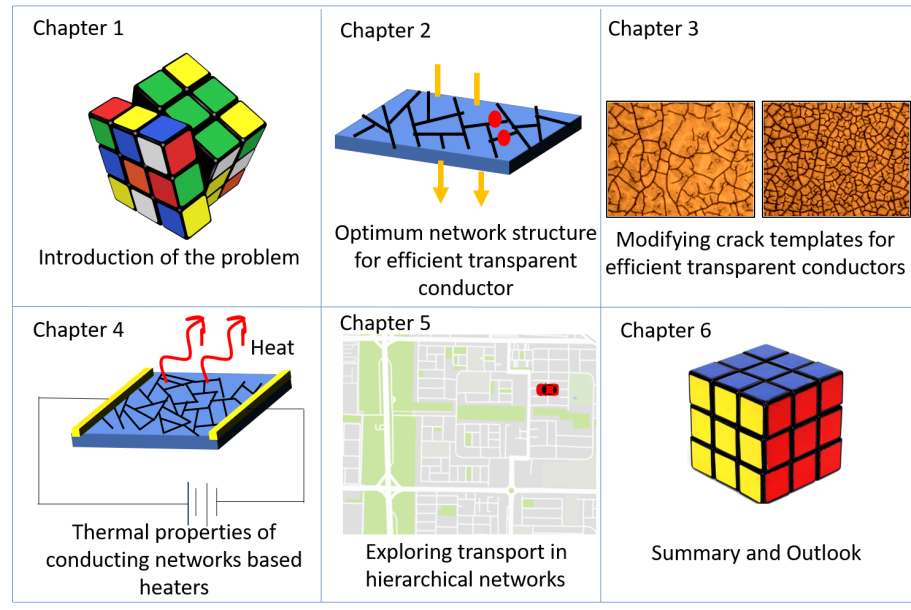 Chapter 1
Introduction of the problem
Chapter 2
Optimum network structure
for efficient transparent
conductor
Chapter 3
Modifying crack templates for
efficient transparent conductors
Chapter 4
Heat
Thermal properties of
conducting networks based
heaters
Chapter 5
Exploring transport in
hierarchical networks
Chapter 6
Summary and Outlook